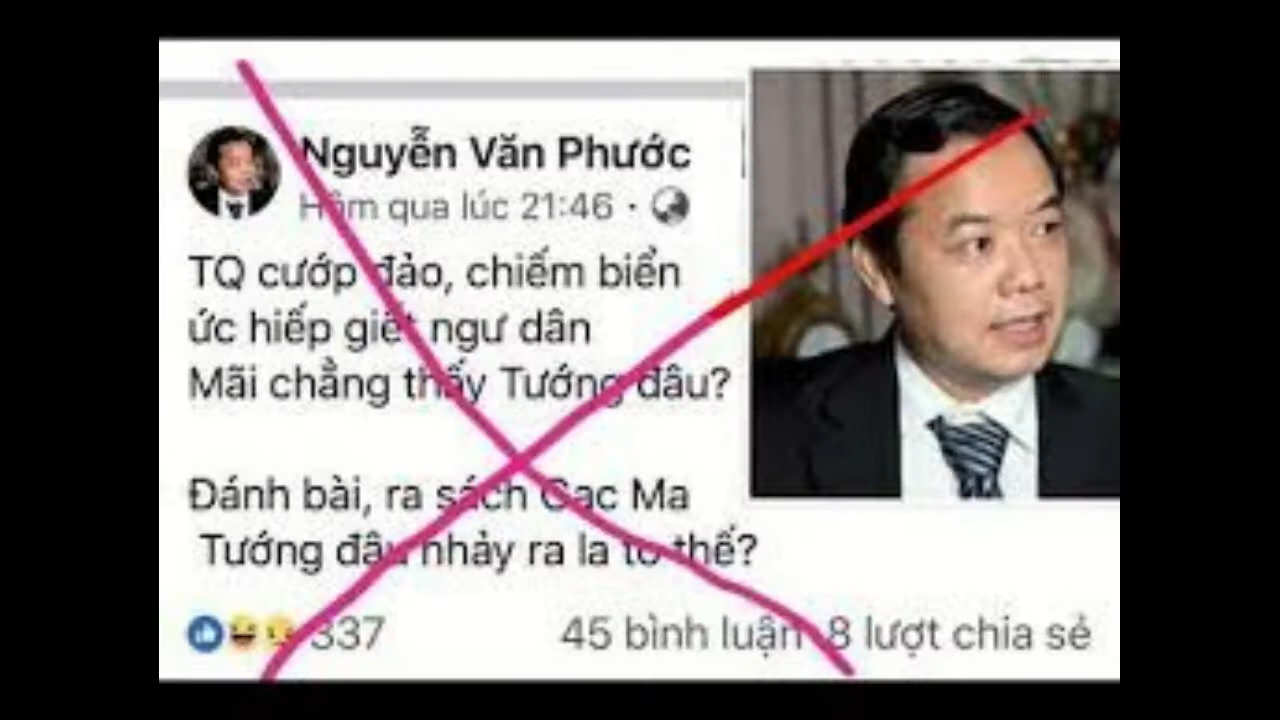 Nguyễn Văn Phước
Hôm qua lúc 21:46
TQ cướp đảo, chiếm biển
ức hiếp giết ngư dân
Mãi chẳng thấy Tướng đâu?
Đánh bài, ra sách Gạc Ma
Tướng đâu nhảy ra la to thế?
337
45 bình luận 8 lượt chia sẻ